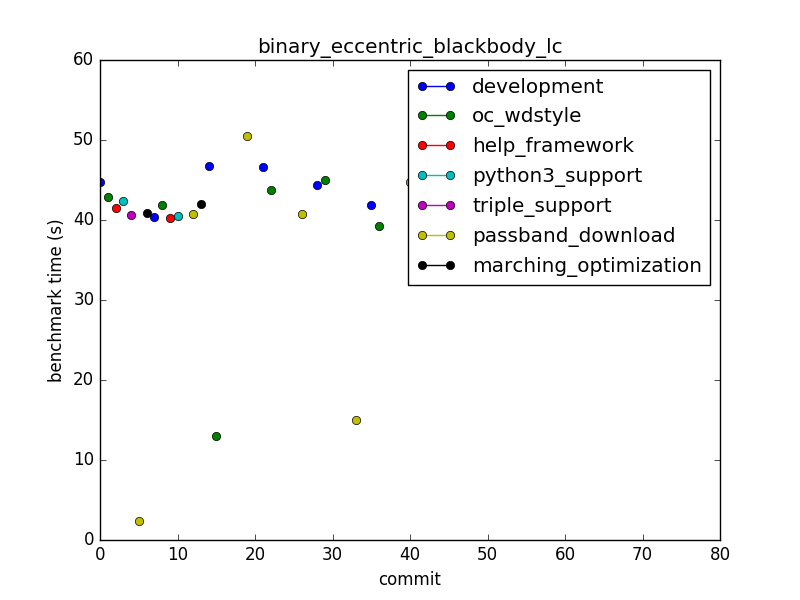 binary_eccentric_blackbody_lc
60
50
40
30
20
10
0
benchmark time (s)
development
oc_wdstyle
help_framework
python3_support
triple_support
passband_download
marching_optimization
0 10 20 30 40 50 60 70 80
commit